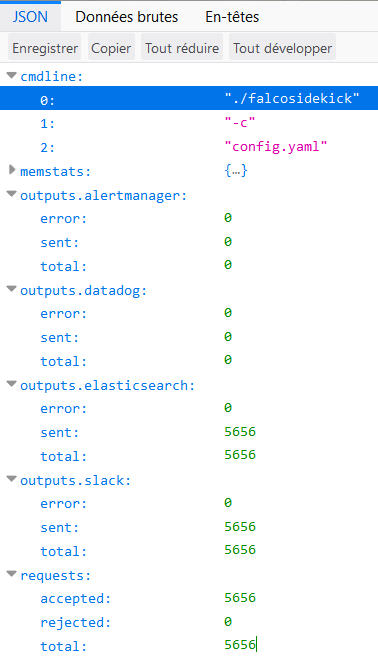 JSON Données brutes En-têtes
Enregistrer Copier Tout réduire Tout développer
cmdline:
0: "./falcosidekick"
1: "-c"
2: "config.yaml"
memstats: {…}
outputs.alertmanager:
error: 0
sent: 0
total: 0
outputs.datadog:
error: 0
sent: 0
total: 0
outputs.elasticsearch:
error: 0
sent: 5656
total: 5656
outputs.slack:
error: 0
sent: 5656
total: 5656
requests:
accepted: 5656
rejected: 0
total: 5656